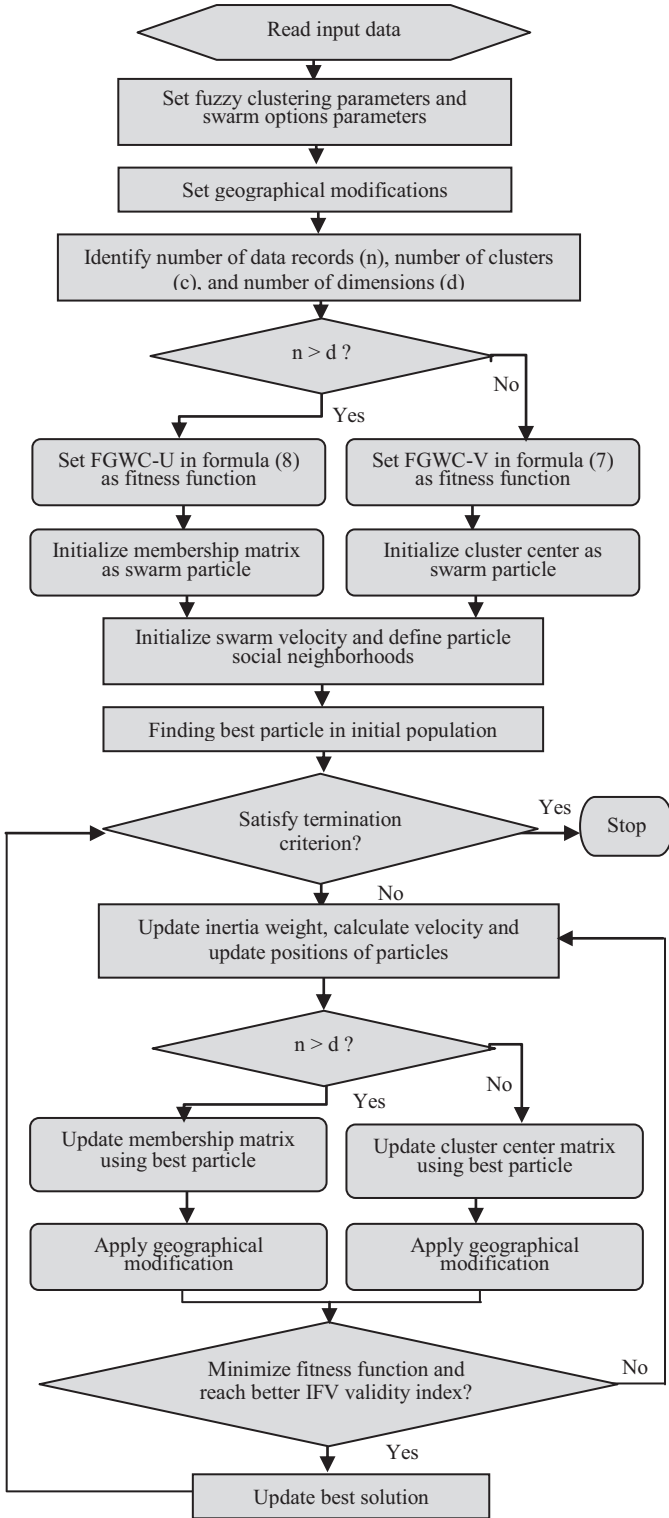 Read input data
Set fuzzy clustering parameters and
swarm options parameters
Set geographical modifications
Identify number of data records (n), number of clusters
(c), and number of dimensions (d)
n > d ?
No
Yes
Set FGWC-U in formula (8)
as fitness function
Set FGWC-V in formula (7)
as fitness function
Initialize membership matrix
as swarm particle
Initialize cluster center as
swarm particle
Initialize swarm velocity and define particle
social neighborhoods
Finding best particle in initial population
Satisfy termination
criterion?
Yes
Stop
No
Update inertia weight, calculate velocity and
update positions of particles
n > d ?
No
Yes
Update membership matrix
using best particle
Update cluster center matrix
using best particle
Apply geographical
modification
Apply geographical
modification
Minimize fitness function and
reach better IFV validity index?
No
Yes
Update best solution